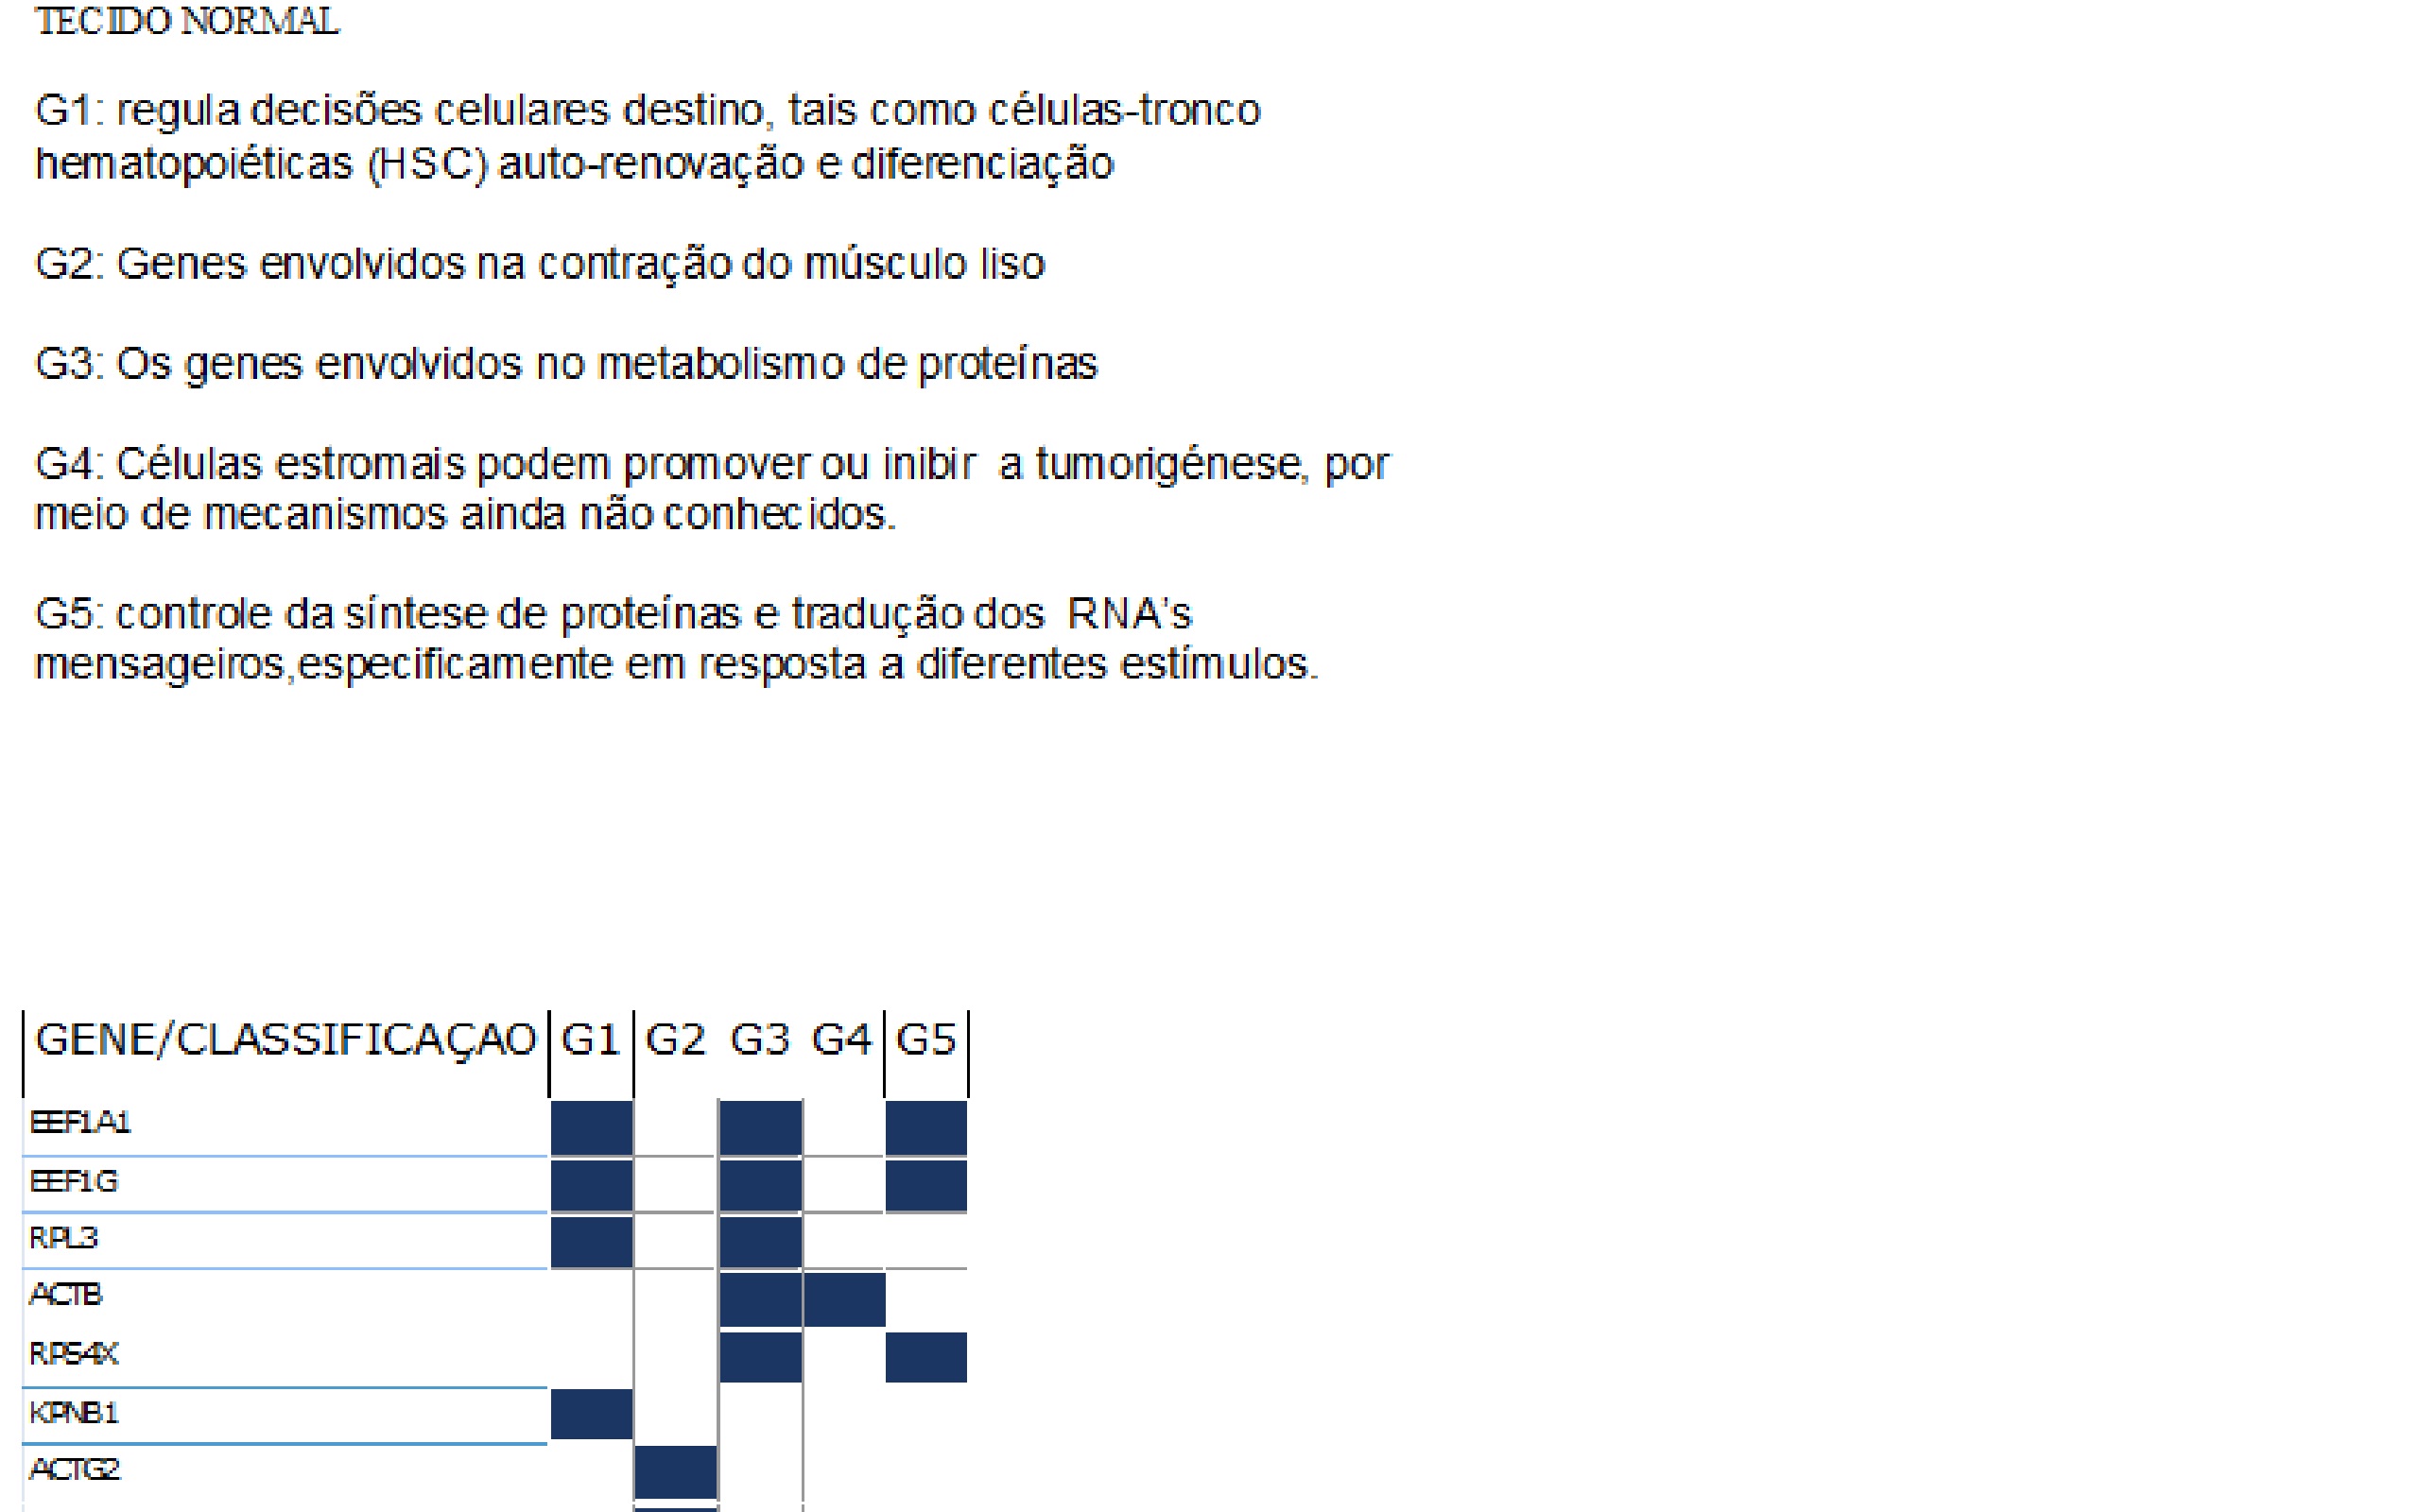 TECIDO NORMAL
G1: regula decisões celulares destino, tais como células-tronco
hematopoiéticas (HSC) auto-renovação e diferenciação
G2: Genes envolvidos na contração do músculo liso
G3: Os genes envolvidos no metabolismo de proteínas
G4: Células estromais podem promover ou inibir a tumorigénese, por
meio de mecanismos ainda não conhecidos.
G5: controle da síntese de proteínas e tradução dos RNA's
mensageiros,especificamente em resposta a diferentes estímulos.
GENE/CLASSIFICAÇAO G1 G2 G3 G4 G5
EEF1A1
EEF1G
RPL3
ACTB
RPS4X
KPNB1
ACTG2